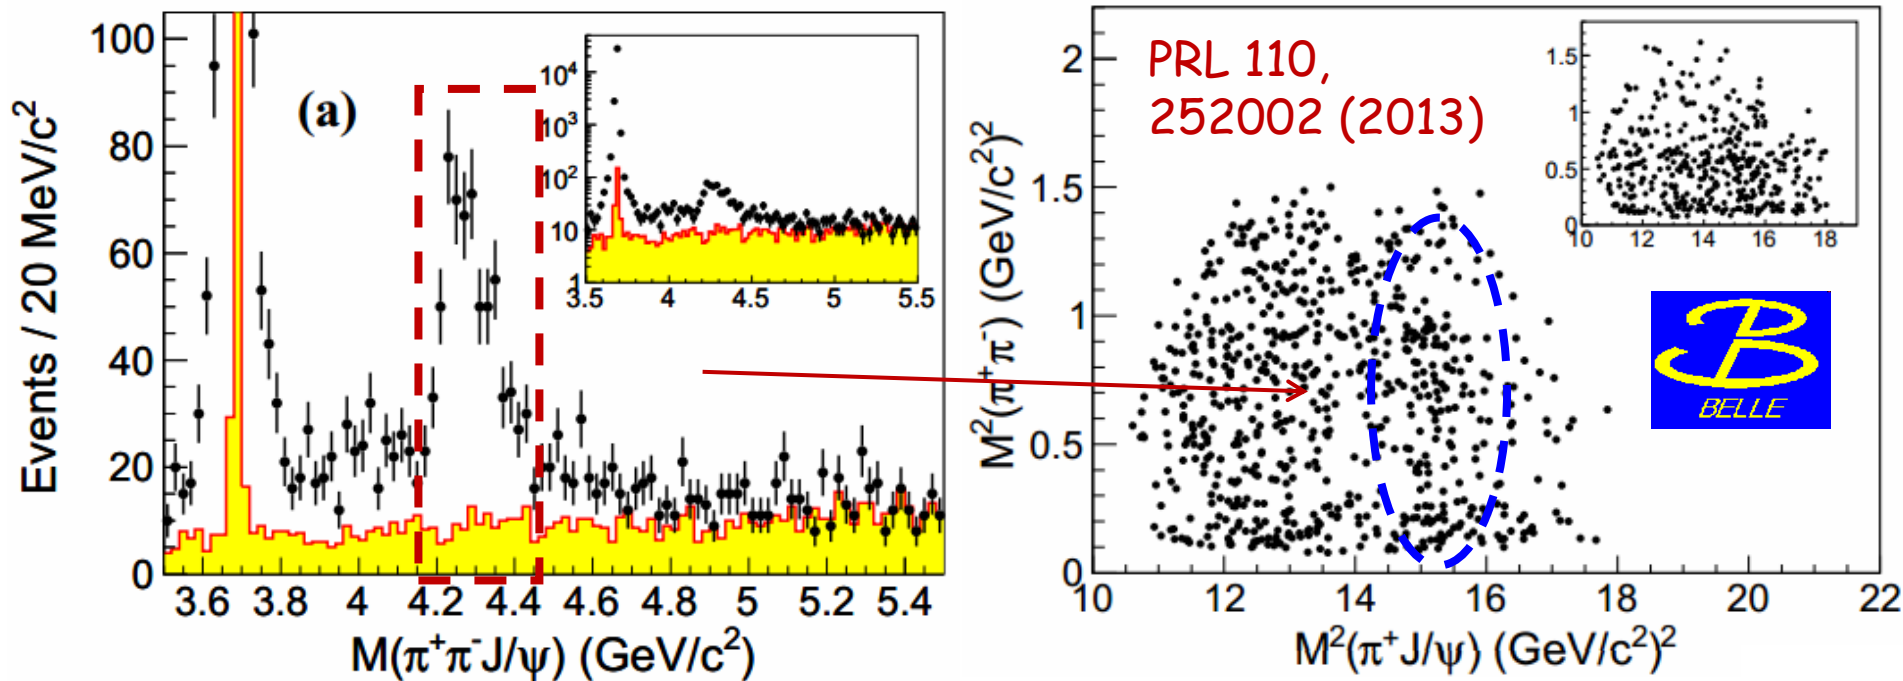 Events / 20 MeV/c²
100
80
60
40
20
0
(a)
10⁴
10³
10²
10
1
3.5 4 4.5 5 5.5
3.6 3.8 4 4.2 4.4 4.6 4.8 5 5.2 5.4
M(π⁺π⁻J/ψ) (GeV/c²)
M²(π⁺π⁻) (GeV/c²)²
2
1.5
1
0.5
0
PRL 110,
252002 (2013)
1.5
1
0.5
0
10 12 14 16 18
B
BELLE
10 12 14 16 18 20 22
M²(π⁺J/ψ) (GeV/c²)²